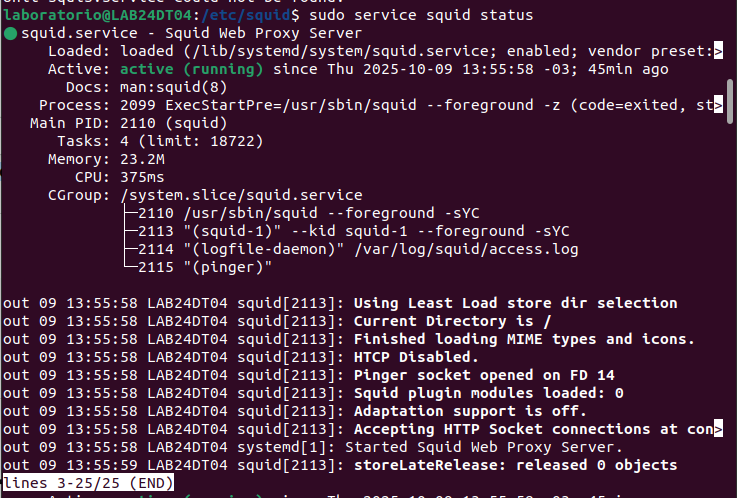 laboratorio@LAB24DT04:/etc/squid$ sudo service squid status
● squid.service - Squid Web Proxy Server
     Loaded: loaded (/lib/systemd/system/squid.service; enabled; vendor preset:>
     Active: active (running) since Thu 2025-10-09 13:55:58 -03; 45min ago
       Docs: man:squid(8)
    Process: 2099 ExecStartPre=/usr/sbin/squid --foreground -z (code=exited, st>
   Main PID: 2110 (squid)
      Tasks: 4 (limit: 18722)
     Memory: 23.2M
        CPU: 375ms
     CGroup: /system.slice/squid.service
             ├─2110 /usr/sbin/squid --foreground -sYC
             ├─2113 "(squid-1)" --kid squid-1 --foreground -sYC
             ├─2114 "(logfile-daemon)" /var/log/squid/access.log
             └─2115 "(pinger)"
out 09 13:55:58 LAB24DT04 squid[2113]: Using Least Load store dir selection
out 09 13:55:58 LAB24DT04 squid[2113]: Current Directory is /
out 09 13:55:58 LAB24DT04 squid[2113]: Finished loading MIME types and icons.
out 09 13:55:58 LAB24DT04 squid[2113]: HTCP Disabled.
out 09 13:55:58 LAB24DT04 squid[2113]: Pinger socket opened on FD 14
out 09 13:55:58 LAB24DT04 squid[2113]: Squid plugin modules loaded: 0
out 09 13:55:58 LAB24DT04 squid[2113]: Adaptation support is off.
out 09 13:55:58 LAB24DT04 squid[2113]: Accepting HTTP Socket connections at con>
out 09 13:55:58 LAB24DT04 systemd[1]: Started Squid Web Proxy Server.
out 09 13:55:59 LAB24DT04 squid[2113]: storeLateRelease: released 0 objects
lines 3-25/25 (END)